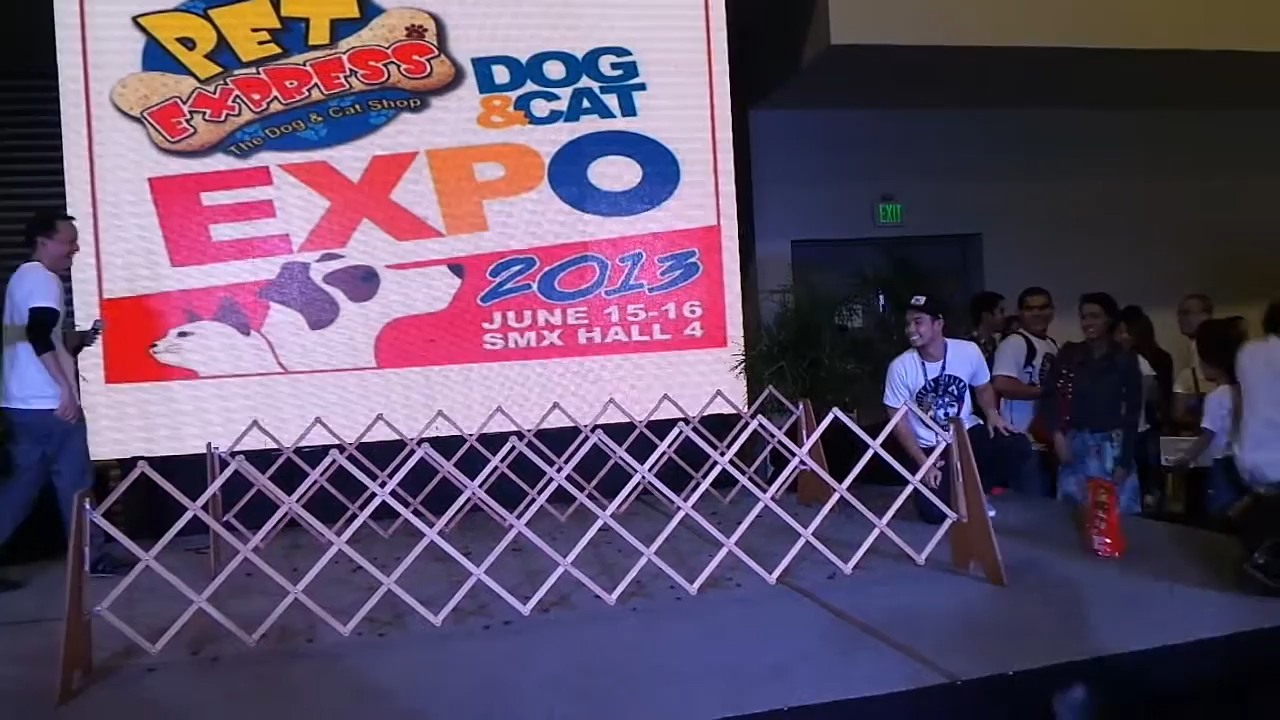 PET
EXPRESS
The Dog & Cat Shop
DOG
& CAT
EXPO
2013
JUNE 15-16
SMX HALL 4
EXIT